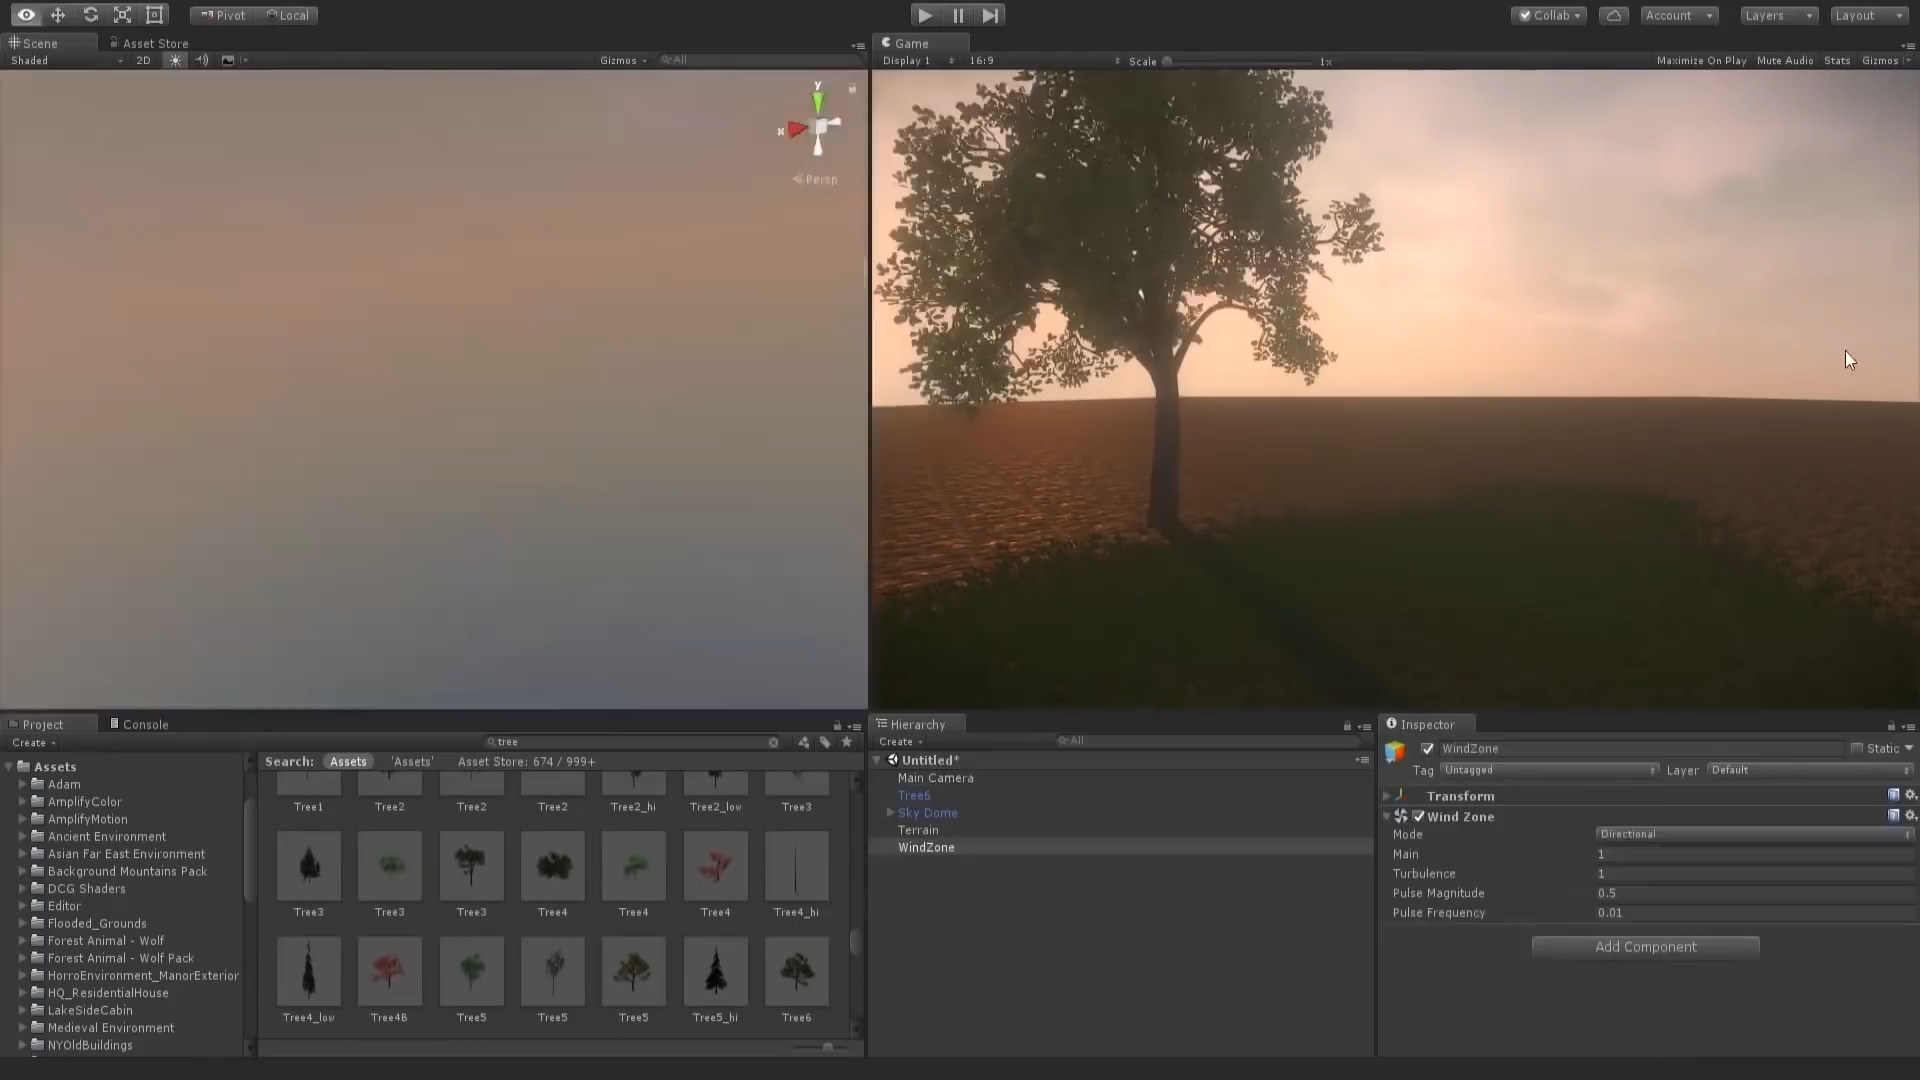 Pivot
Local
Collab
Account
Layers
Layout
Scene
Asset Store
Game
Shaded
2D
Gizmos
All
Display 1
16:9
Scale
1x
Maximize On Play
Mute Audio
Stats
Gizmos
y
x
Persp
Project
Console
Hierarchy
Inspector
Create
tree
Create
All
WindZone
Static
Assets
Search:
Assets
'Assets'
Asset Store: 674 / 999+
Untitled*
Tag
Untagged
Layer
Default
Adam
AmplifyColor
AmplifyMotion
Ancient Environment
Asian Far East Environment
Background Mountains Pack
DCG Shaders
Editor
Flooded_Grounds
Forest Animal - Wolf
Forest Animal - Wolf Pack
HorroEnvironment_ManorExterior
HQ_ResidentialHouse
LakeSideCabin
Medieval Environment
NYOldBuildings
Tree1
Tree2
Tree2
Tree2
Tree2_hi
Tree2_low
Tree3
Tree3
Tree3
Tree3
Tree4
Tree4
Tree4
Tree4_hi
Tree4_low
Tree4B
Tree5
Tree5
Tree5
Tree5_hi
Tree6
Main Camera
Tree6
Sky Dome
Terrain
WindZone
Transform
Wind Zone
Mode
Directional
Main
1
Turbulence
1
Pulse Magnitude
0.5
Pulse Frequency
0.01
Add Component